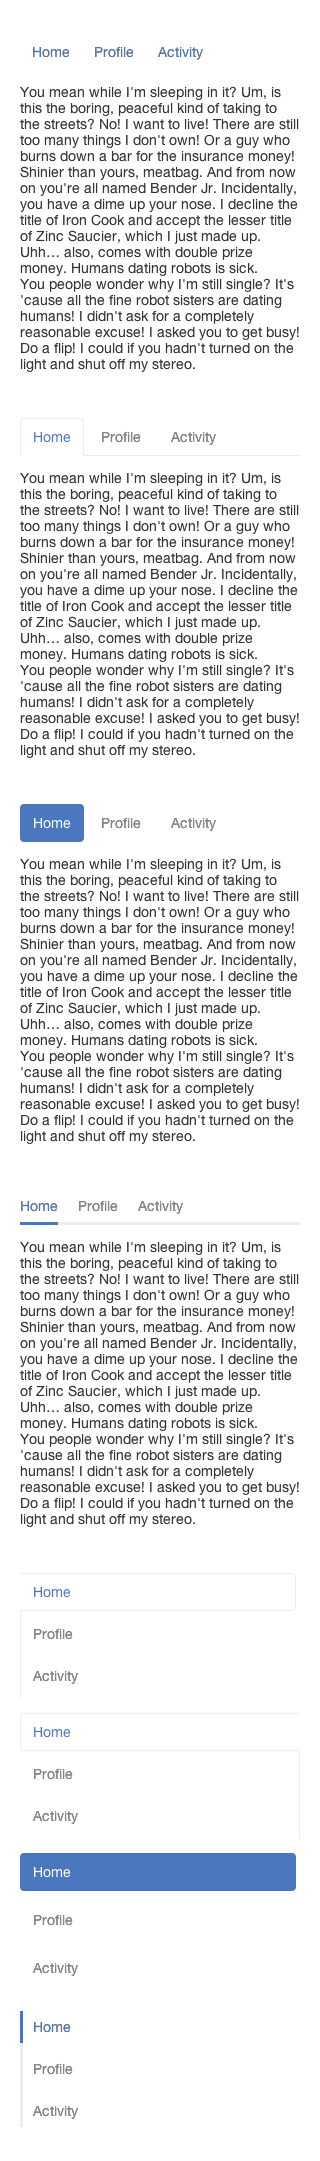 Home Profile Activity
You mean while I'm sleeping in it? Um, is
this the boring, peaceful kind of taking to
the streets? No! I want to live! There are still
too many things I don't own! Or a guy who
burns down a bar for the insurance money!
Shinier than yours, meatbag. And from now
on you're all named Bender Jr. Incidentally,
you have a dime up your nose. I decline the
title of Iron Cook and accept the lesser title
of Zinc Saucier, which I just made up.
Uhh… also, comes with double prize
money. Humans dating robots is sick.
You people wonder why I'm still single? It's
'cause all the fine robot sisters are dating
humans! I didn't ask for a completely
reasonable excuse! I asked you to get busy!
Do a flip! I could if you hadn't turned on the
light and shut off my stereo.
Home Profile Activity
You mean while I'm sleeping in it? Um, is
this the boring, peaceful kind of taking to
the streets? No! I want to live! There are still
too many things I don't own! Or a guy who
burns down a bar for the insurance money!
Shinier than yours, meatbag. And from now
on you're all named Bender Jr. Incidentally,
you have a dime up your nose. I decline the
title of Iron Cook and accept the lesser title
of Zinc Saucier, which I just made up.
Uhh… also, comes with double prize
money. Humans dating robots is sick.
You people wonder why I'm still single? It's
'cause all the fine robot sisters are dating
humans! I didn't ask for a completely
reasonable excuse! I asked you to get busy!
Do a flip! I could if you hadn't turned on the
light and shut off my stereo.
Home Profile Activity
You mean while I'm sleeping in it? Um, is
this the boring, peaceful kind of taking to
the streets? No! I want to live! There are still
too many things I don't own! Or a guy who
burns down a bar for the insurance money!
Shinier than yours, meatbag. And from now
on you're all named Bender Jr. Incidentally,
you have a dime up your nose. I decline the
title of Iron Cook and accept the lesser title
of Zinc Saucier, which I just made up.
Uhh… also, comes with double prize
money. Humans dating robots is sick.
You people wonder why I'm still single? It's
'cause all the fine robot sisters are dating
humans! I didn't ask for a completely
reasonable excuse! I asked you to get busy!
Do a flip! I could if you hadn't turned on the
light and shut off my stereo.
Home Profile Activity
You mean while I'm sleeping in it? Um, is
this the boring, peaceful kind of taking to
the streets? No! I want to live! There are still
too many things I don't own! Or a guy who
burns down a bar for the insurance money!
Shinier than yours, meatbag. And from now
on you're all named Bender Jr. Incidentally,
you have a dime up your nose. I decline the
title of Iron Cook and accept the lesser title
of Zinc Saucier, which I just made up.
Uhh… also, comes with double prize
money. Humans dating robots is sick.
You people wonder why I'm still single? It's
'cause all the fine robot sisters are dating
humans! I didn't ask for a completely
reasonable excuse! I asked you to get busy!
Do a flip! I could if you hadn't turned on the
light and shut off my stereo.
Home
Profile
Activity
Home
Profile
Activity
Home
Profile
Activity
Home
Profile
Activity